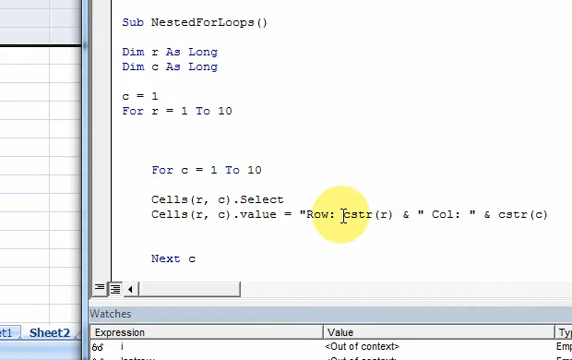 Sub NestedForLoops()
Dim r As Long
Dim c As Long
c = 1
For r = 1 To 10
For c = 1 To 10
Cells(r, c).Select
Cells(r, c).value = "Row: cstr(r) & " Col: " & cstr(c)
Next c
Sheet2
Watches
Expression Value
i <Out of context>
<Out of context>